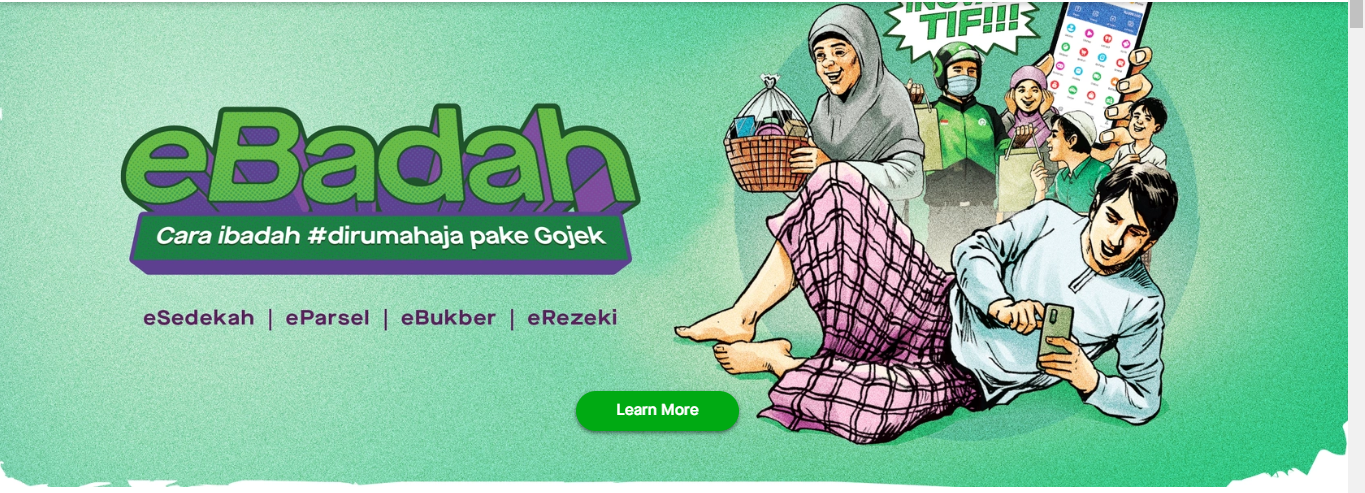 TIF!!!
eBadah
Cara ibadah #dirumahaja pake Gojek
eSedekah | eParsel | eBukber | eRezeki
Learn More